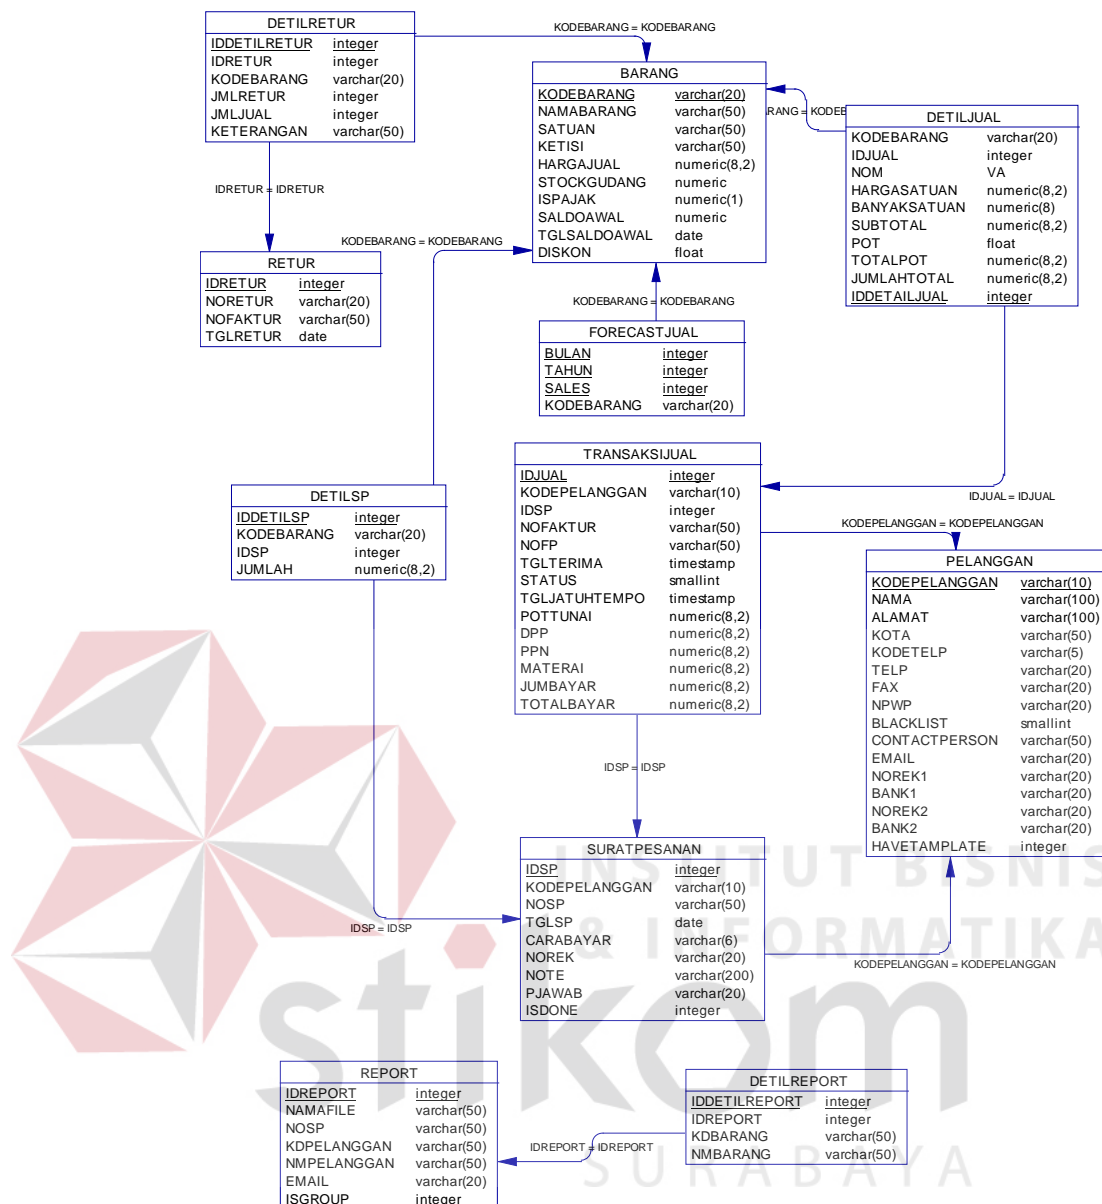 DETILRETUR
IDDETILRETUR integer
IDRETUR integer
KODEBARANG varchar(20)
JMLRETUR integer
JMLJUAL integer
KETERANGAN varchar(50)
KODEBARANG = KODEBARANG
BARANG
KODEBARANG varchar(20)
NAMABARANG varchar(50)
SATUAN varchar(50)
KETISI varchar(50)
HARGAJUAL numeric(8,2)
STOCKGUDANG numeric
ISPAJAK numeric(1)
SALDOAWAL numeric
TGLSALDOAWAL date
DISKON float
ARANG = KODEB
DETILJUAL
KODEBARANG varchar(20)
IDJUAL integer
NOM VA
HARGASATUAN numeric(8,2)
BANYAKSATUAN numeric(8)
SUBTOTAL numeric(8,2)
POT float
TOTALPOT numeric(8,2)
JUMLAHTOTAL numeric(8,2)
IDDETAILJUAL integer
IDRETUR = IDRETUR
KODEBARANG = KODEBARANG
RETUR
IDRETUR integer
NORETUR varchar(20)
NOFAKTUR varchar(50)
TGLRETUR date
KODEBARANG = KODEBARANG
FORECASTJUAL
BULAN integer
TAHUN integer
SALES integer
KODEBARANG varchar(20)
TRANSAKSIJUAL
IDJUAL integer
KODEPELANGGAN varchar(10)
IDSP integer
NOFAKTUR varchar(50)
NOFP varchar(50)
TGLTERIMA timestamp
STATUS smallint
TGLJATUHTEMPO timestamp
POTTUNAI numeric(8,2)
DPP numeric(8,2)
PPN numeric(8,2)
MATERAI numeric(8,2)
JUMBAYAR numeric(8,2)
TOTALBAYAR numeric(8,2)
IDJUAL = IDJUAL
DETILSP
IDDETILSP integer
KODEBARANG varchar(20)
IDSP integer
JUMLAH numeric(8,2)
KODEPELANGGAN = KODEPELANGGAN
PELANGGAN
KODEPELANGGAN varchar(10)
NAMA varchar(100)
ALAMAT varchar(100)
KOTA varchar(50)
KODETELP varchar(5)
TELP varchar(20)
FAX varchar(20)
NPWP varchar(20)
BLACKLIST smallint
CONTACTPERSON varchar(50)
EMAIL varchar(20)
NOREK1 varchar(20)
BANK1 varchar(20)
NOREK2 varchar(20)
BANK2 varchar(20)
HAVETAMPLATE integer
IDSP = IDSP
SURATPESANAN
IDSP integer
KODEPELANGGAN varchar(10)
NOSP varchar(50)
TGLSP date
CARABAYAR varchar(6)
NOREK varchar(20)
NOTE varchar(200)
PJAWAB varchar(20)
ISDONE integer
IDSP = IDSP
KODEPELANGGAN = KODEPELANGGAN
INSTITUT BISNIS
& INFORMATIKA
stikom
SURABAYA
REPORT
IDREPORT integer
NAMAFILE varchar(50)
NOSP varchar(50)
KDPELANGGAN varchar(50)
NMPELANGGAN varchar(50)
EMAIL varchar(20)
ISGROUP integer
IDREPORT = IDREPORT
DETILREPORT
IDDETILREPORT integer
IDREPORT integer
KDBARANG varchar(50)
NMBARANG varchar(50)